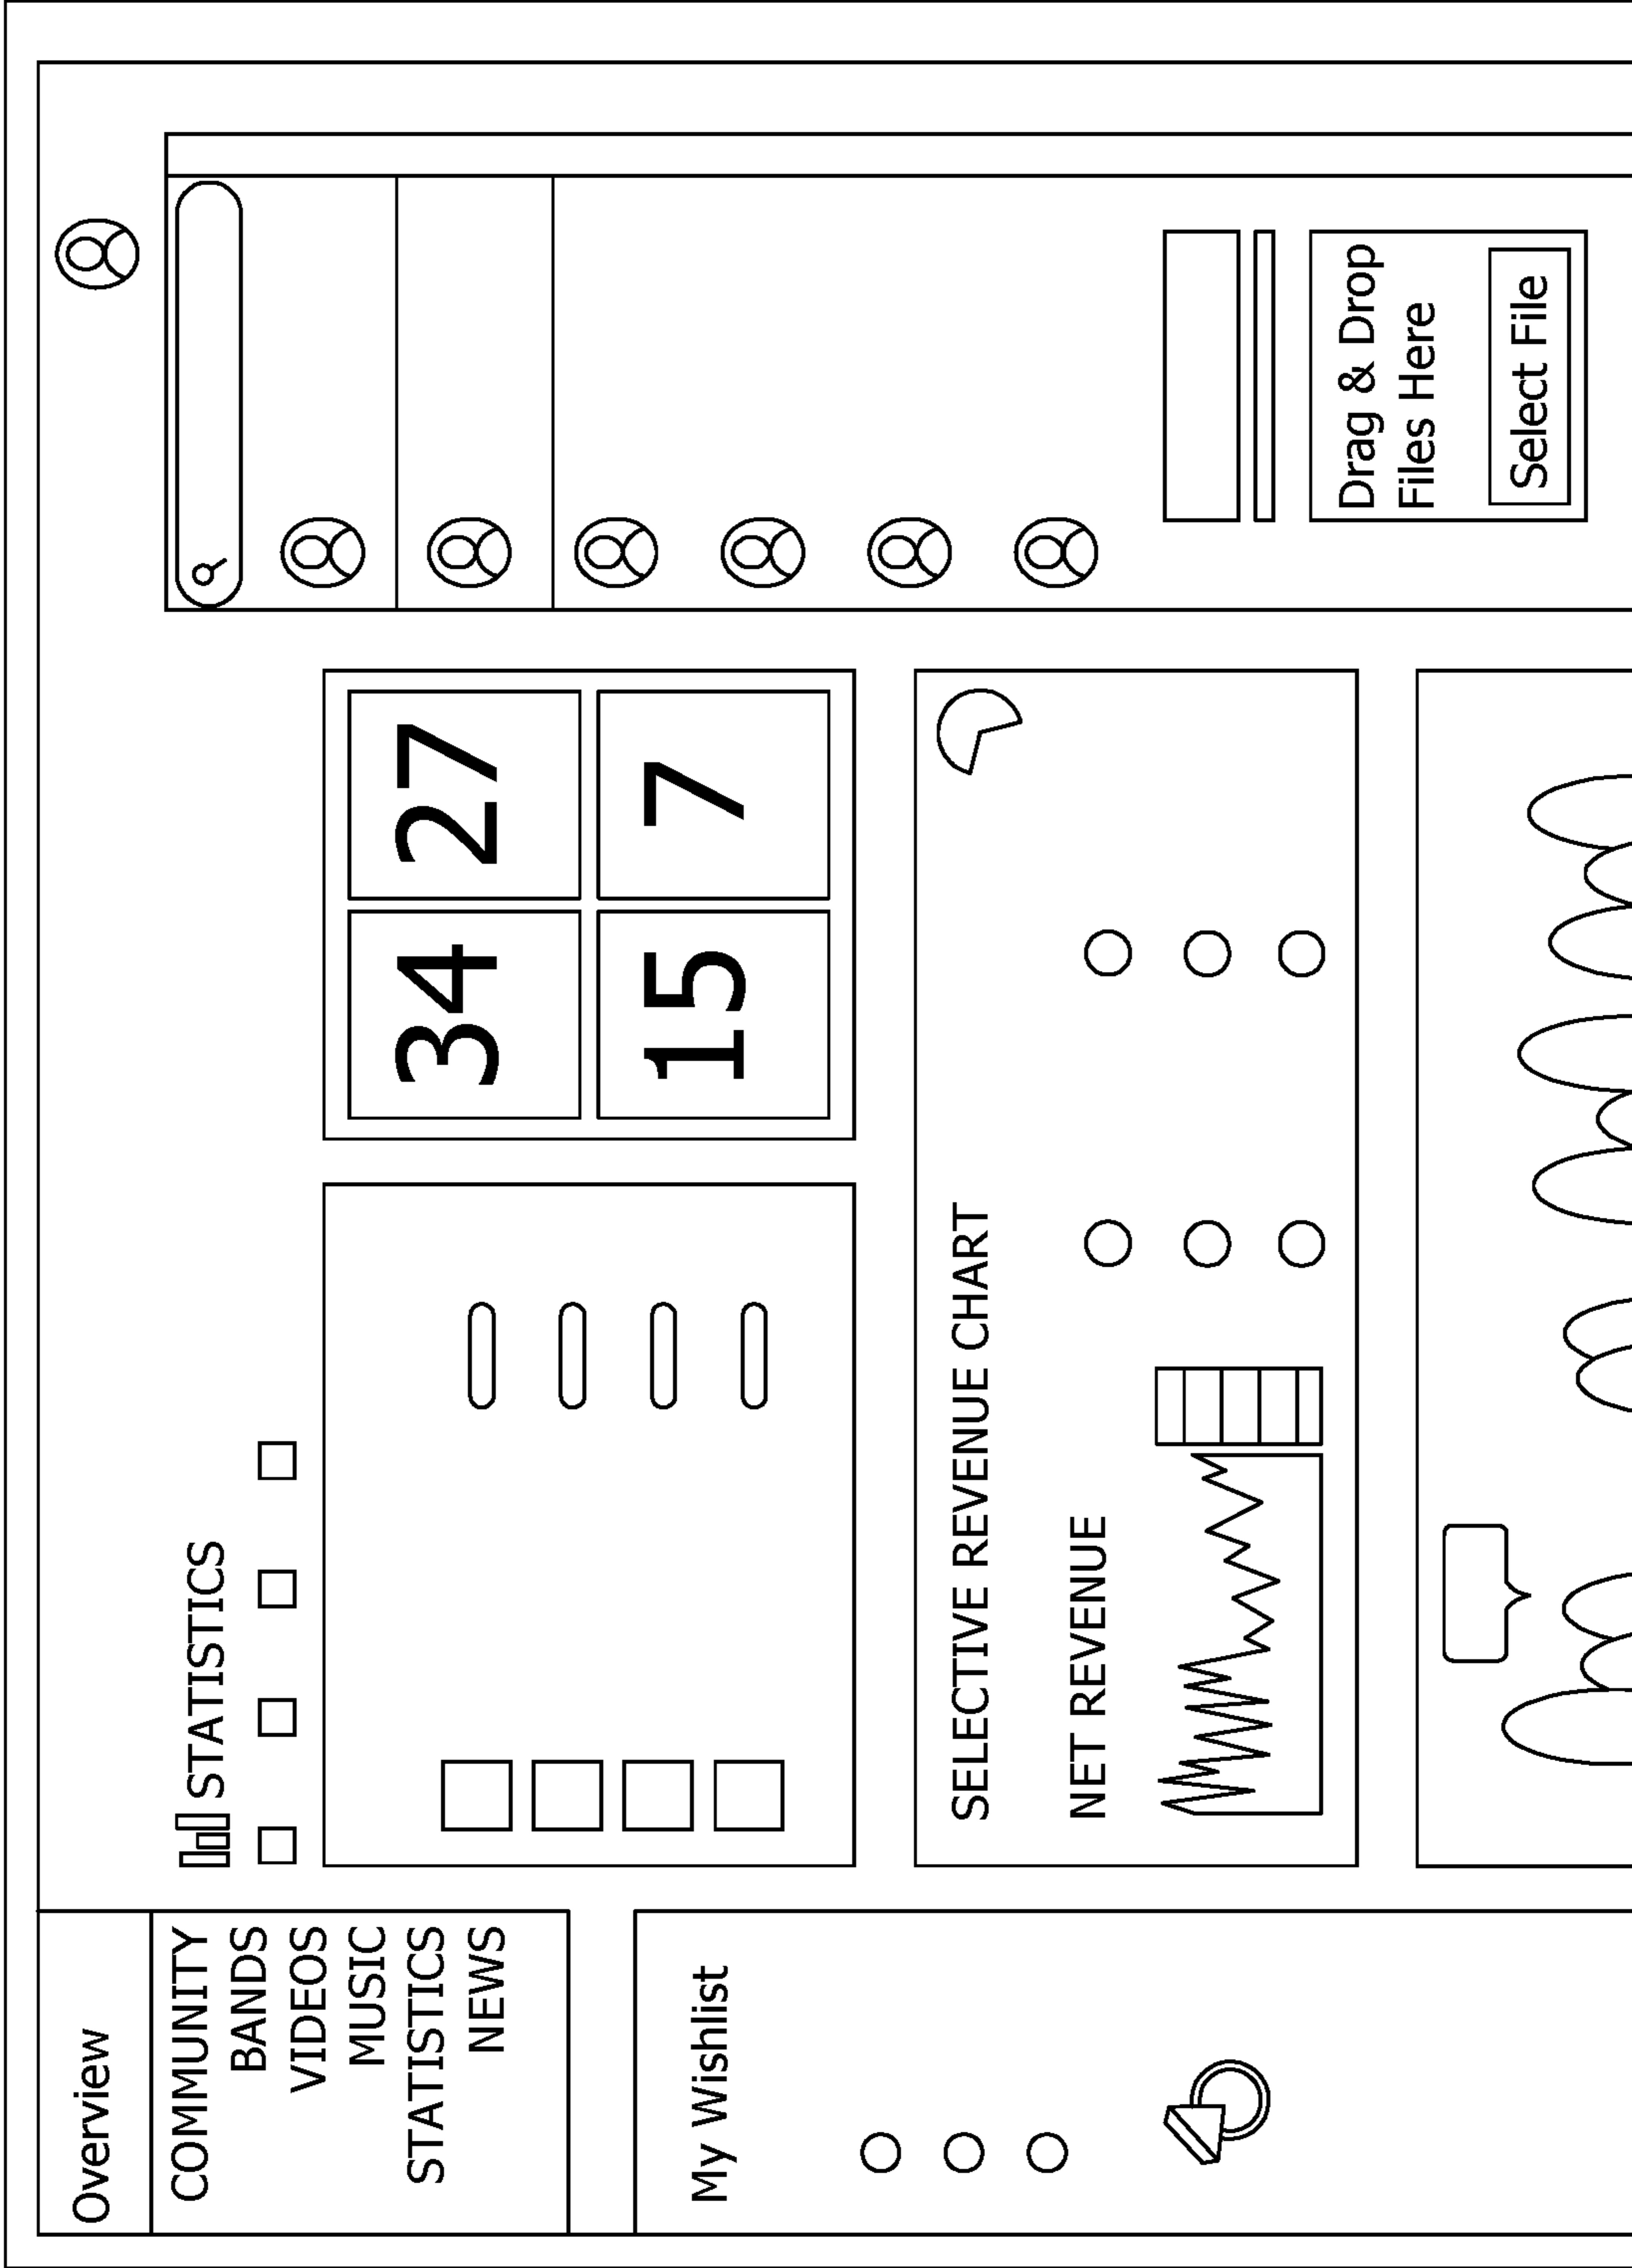 Overview
COMMUNITY
BANDS
VIDEOS
MUSIC
STATISTICS
NEWS
My Wishlist
STATISTICS
34
27
15
7
SELECTIVE REVENUE CHART
NET REVENUE
Drag & Drop
Files Here
Select File